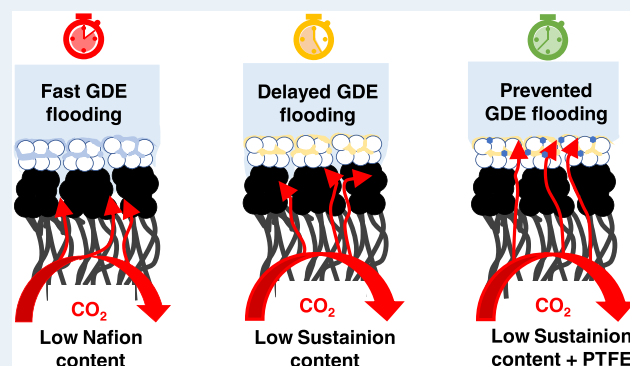 Fast GDE
flooding
Delayed GDE
flooding
Prevented
GDE flooding
CO₂
CO₂
CO₂
Low Nafion
content
Low Sustainion
content
Low Sustainion
content + PTFE